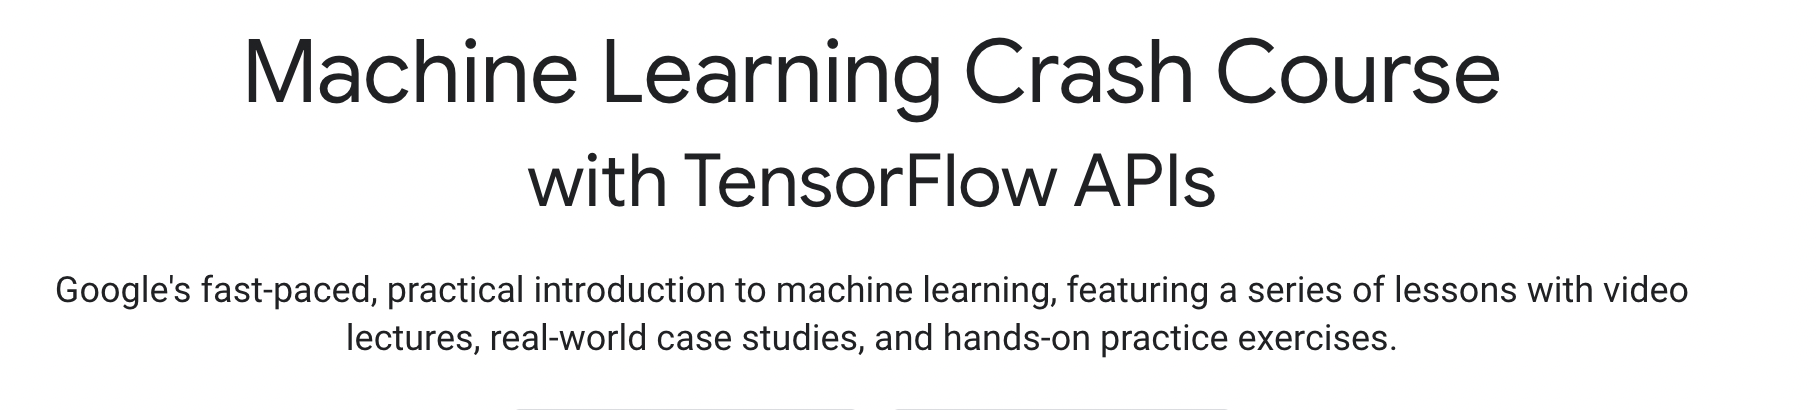 Machine Learning Crash Course
with TensorFlow APIs
Google's fast-paced, practical introduction to machine learning, featuring a series of lessons with video
lectures, real-world case studies, and hands-on practice exercises.